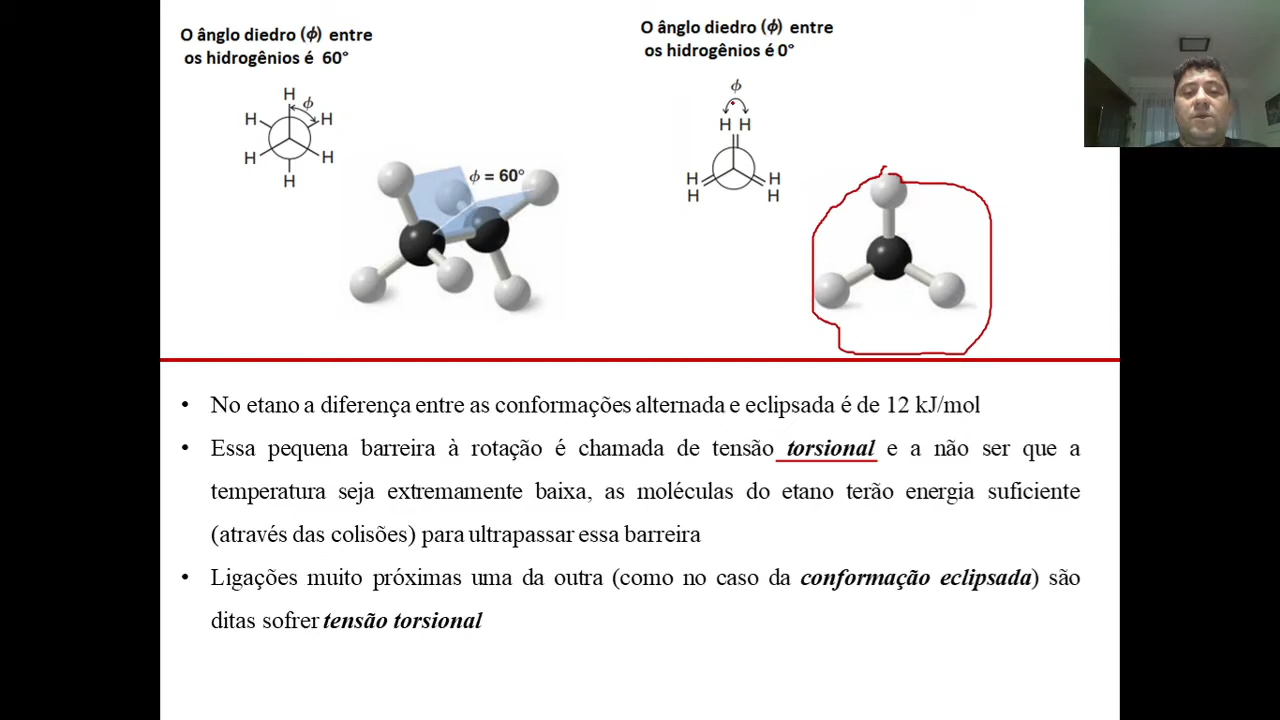 O ânglo diedro (ϕ) entre
os hidrogênios é 60°
H
ϕ
H H
H H
H
ϕ = 60°
O ânglo diedro (ϕ) entre
os hidrogênios é 0°
ϕ
H H
H H
H H
• No etano a diferença entre as conformações alternada e eclipsada é de 12 kJ/mol
• Essa pequena barreira à rotação é chamada de tensão torsional e a não ser que a
temperatura seja extremamente baixa, as moléculas do etano terão energia suficiente
(através das colisões) para ultrapassar essa barreira
• Ligações muito próximas uma da outra (como no caso da conformação eclipsada) são
ditas sofrer tensão torsional